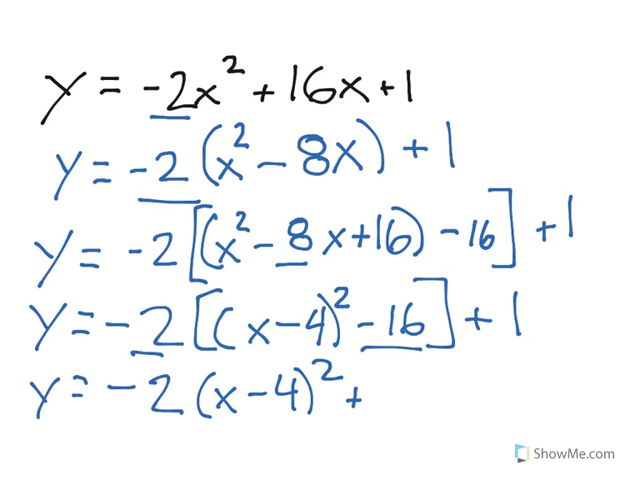 y = -2x² + 16x + 1
y = -2(x² - 8x) + 1
y = -2[(x² - 8x + 16) - 16] + 1
y = -2[(x - 4)² - 16] + 1
y = -2(x - 4)² +
ShowMe.com